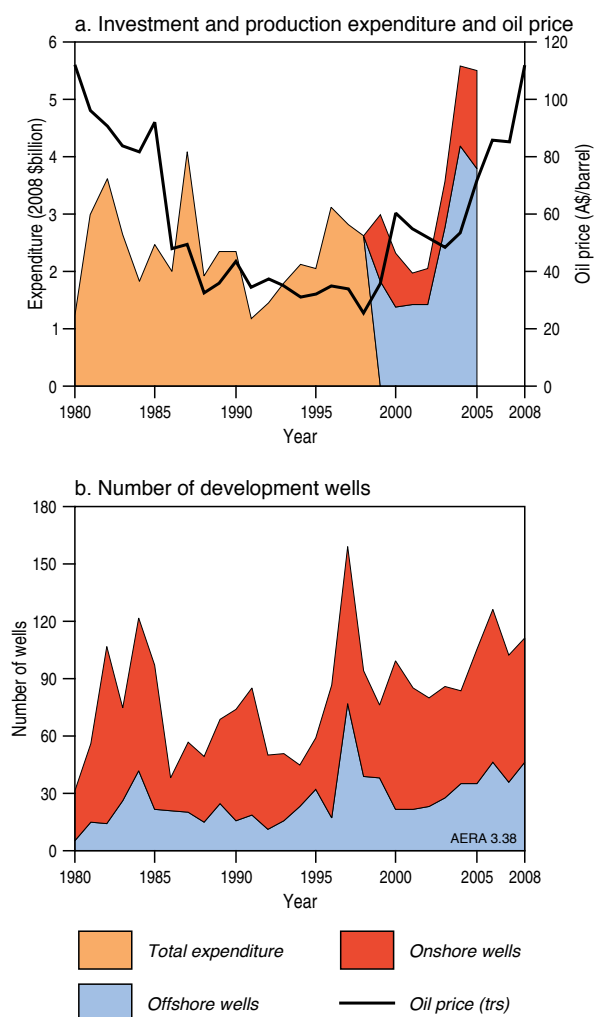 a. Investment and production expenditure and oil price
6 120
5 100
4 80
3 60
2 40
1 20
0 0
Expenditure (2008 $billion)
Oil price (A$/barrel)
1980 1985 1990 1995 2000 2005 2008
Year
b. Number of development wells
180
150
120
90
60
30
0
Number of wells
AERA 3.38
1980 1985 1990 1995 2000 2005 2008
Year
Total expenditure Onshore wells
Offshore wells Oil price (trs)